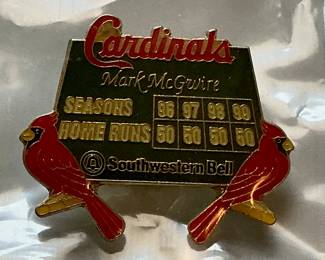 Cardinals
Mark McGwire
SEASONS 96 97 98 99
HOME RUNS 50 50 50 50
Southwestern Bell